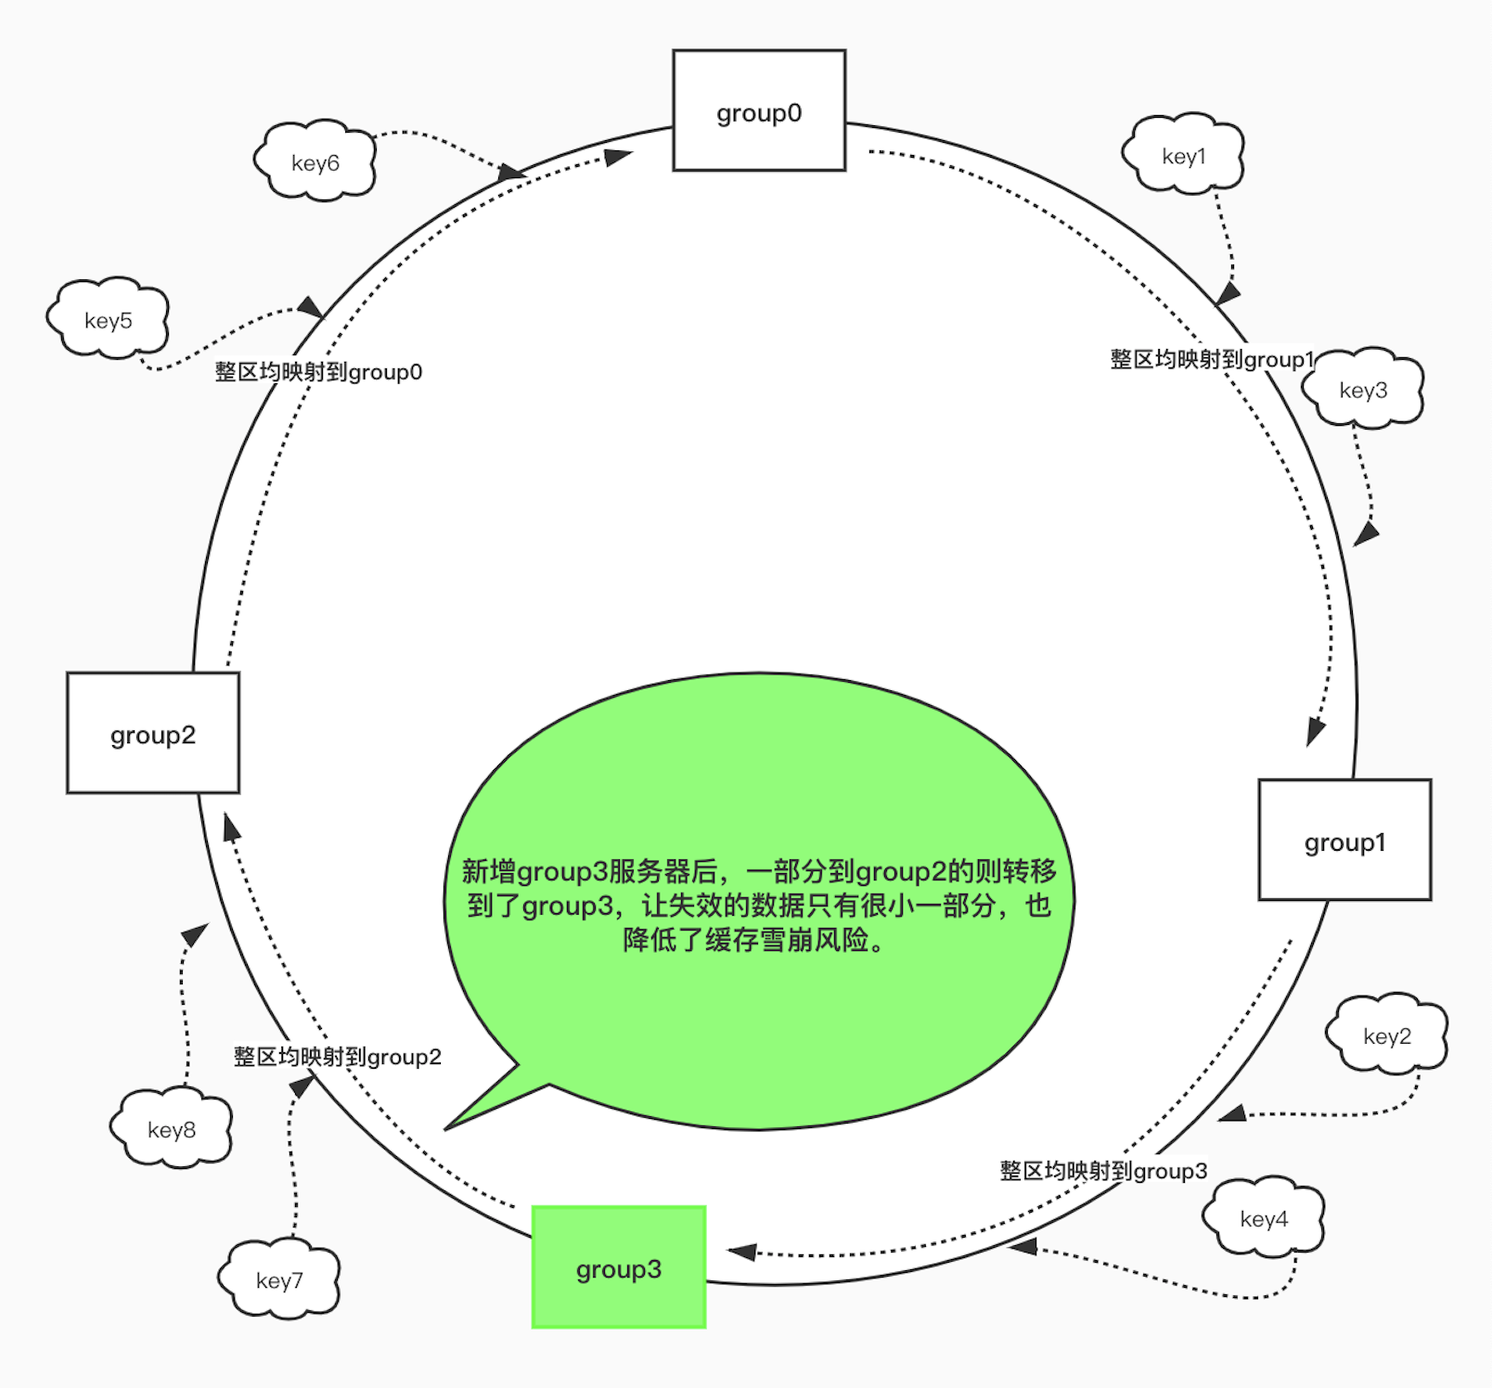 group0
key6
key1
key5
整区均映射到group0
整区均映射到group1
key3
group2
group1
新增group3服务器后，一部分到group2的则转移
到了group3，让失效的数据只有很小一部分，也
降低了缓存雪崩风险。
key2
整区均映射到group2
key8
整区均映射到group3
key4
key7
group3